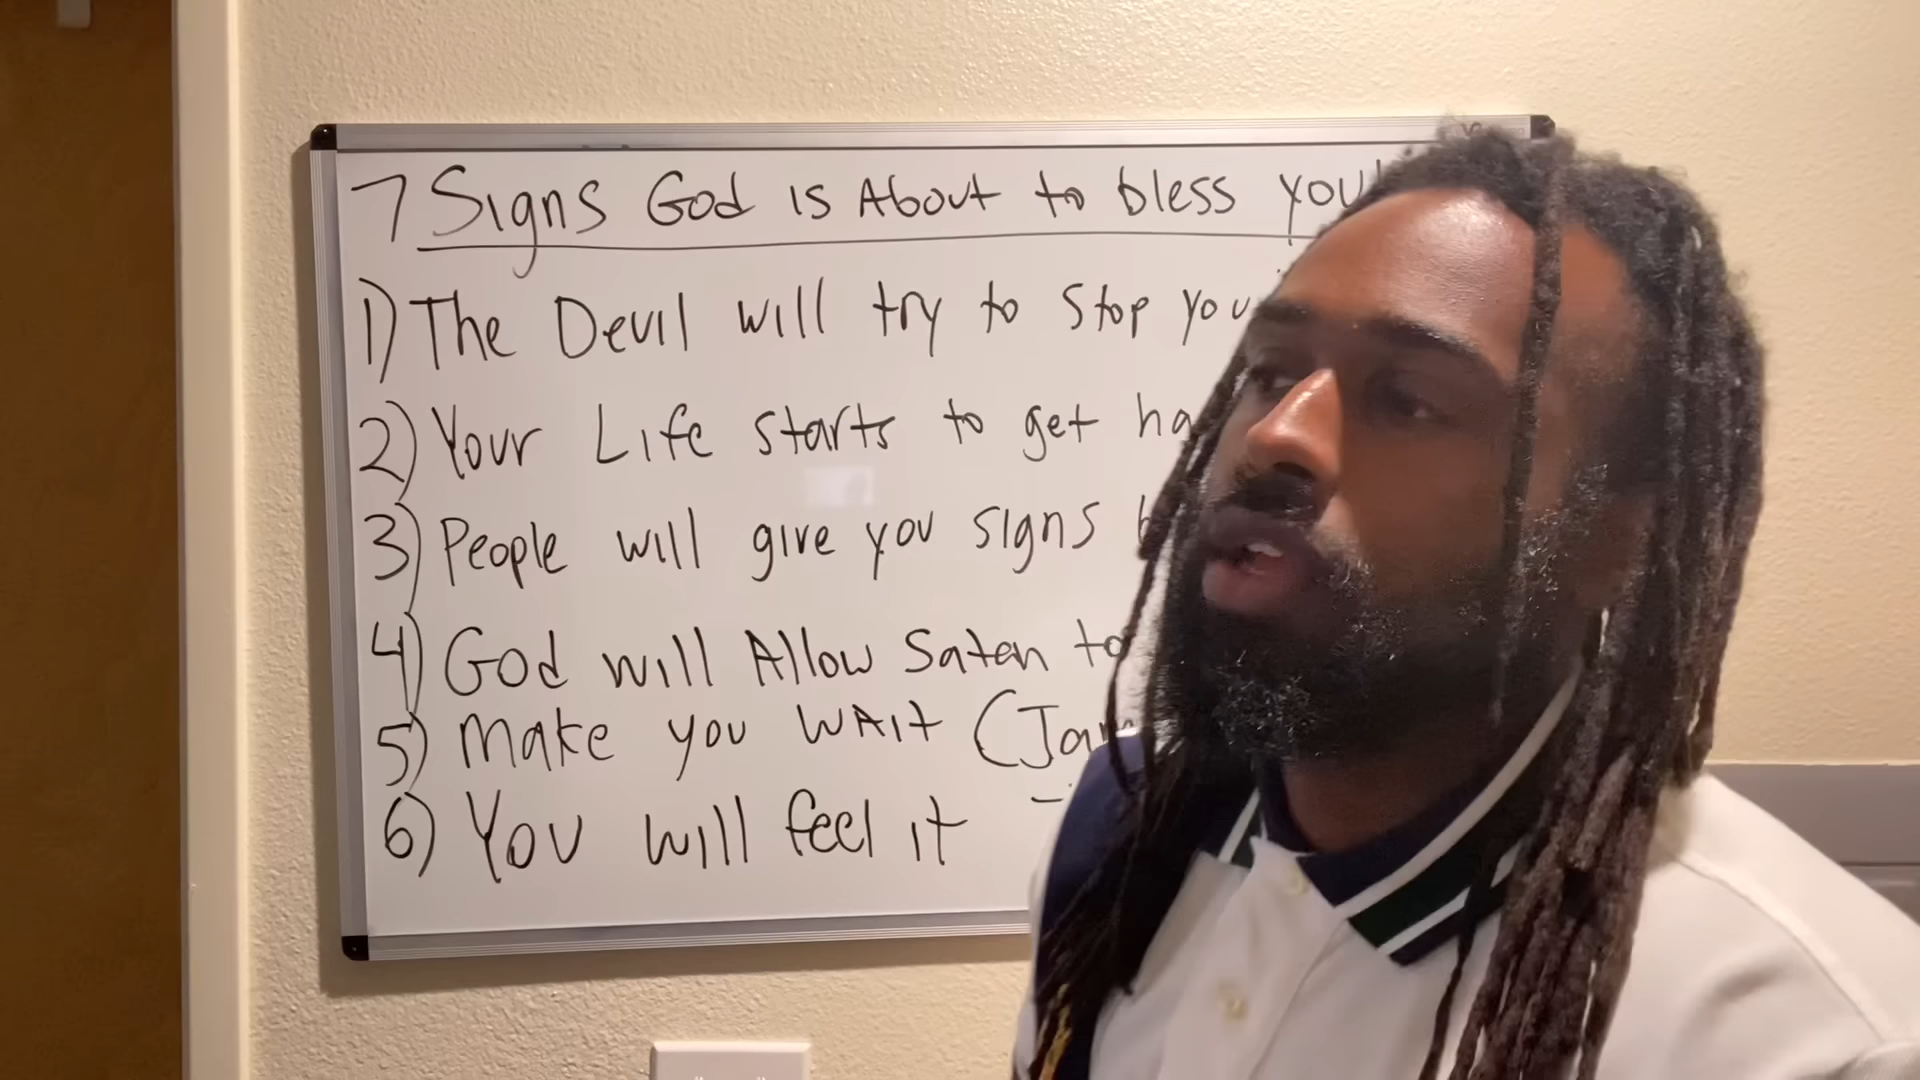 7 Signs God is About to bless you
1) The Devil will try to stop you
2) Your Life starts to get
3) People will give you signs
4) God will Allow Saten to
5) Make you WAIt
6) You will feel it